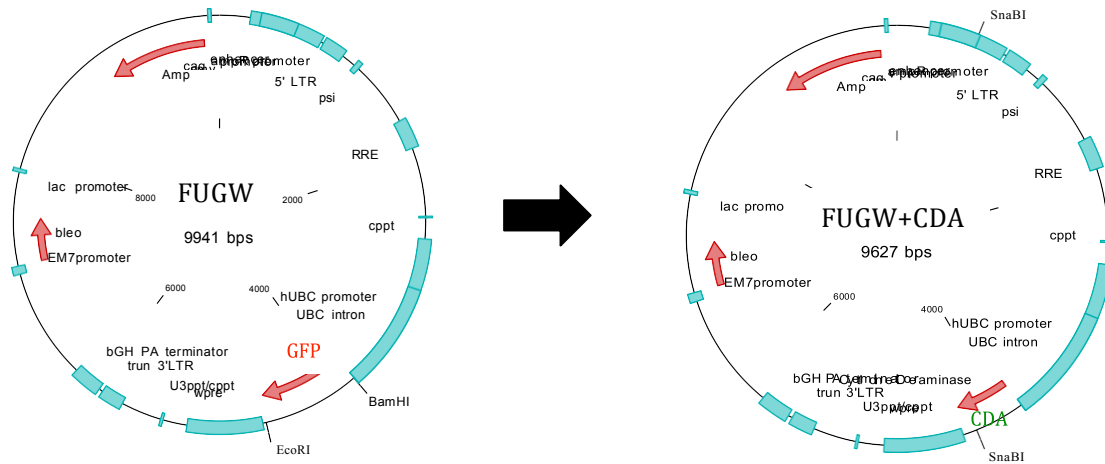 Amp
5' LTR
psi
RRE
lac promoter
8000
FUGW
2000
9941 bps
cppt
bleo
EM7promoter
6000
4000
hUBC promoter
UBC intron
GFP
bGH PA terminator
trun 3'LTR
U3ppt/cppt
wpre
BamHI
EcoRI
SnaBI
Amp
5' LTR
psi
RRE
lac promo
FUGW+CDA
9627 bps
cppt
bleo
EM7promoter
6000
4000
hUBC promoter
UBC intron
trun 3'LTR
U3ppt/cppt
wpre
CDA
SnaBI